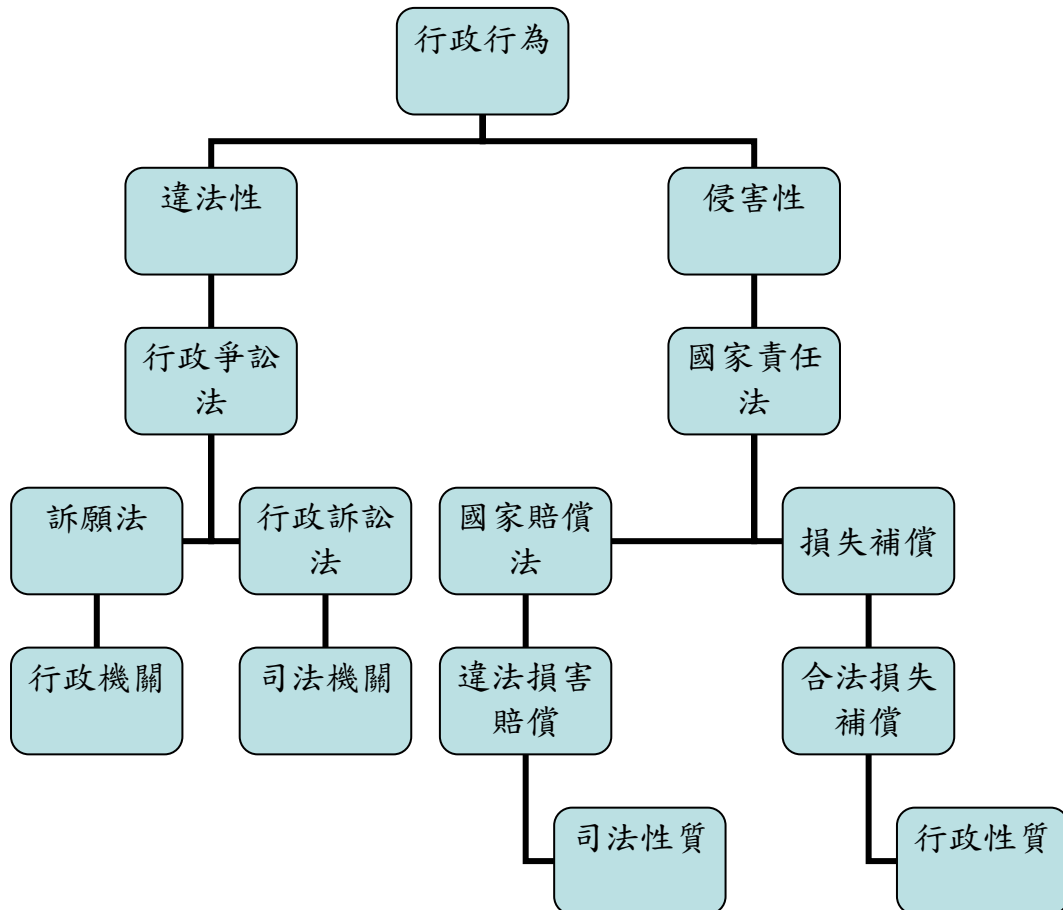 行政行為
違法性
侵害性
行政爭訟
法
國家責任
法
訴願法
行政訴訟
法
國家賠償
法
損失補償
行政機關
司法機關
違法損害
賠償
合法損失
補償
司法性質
行政性質